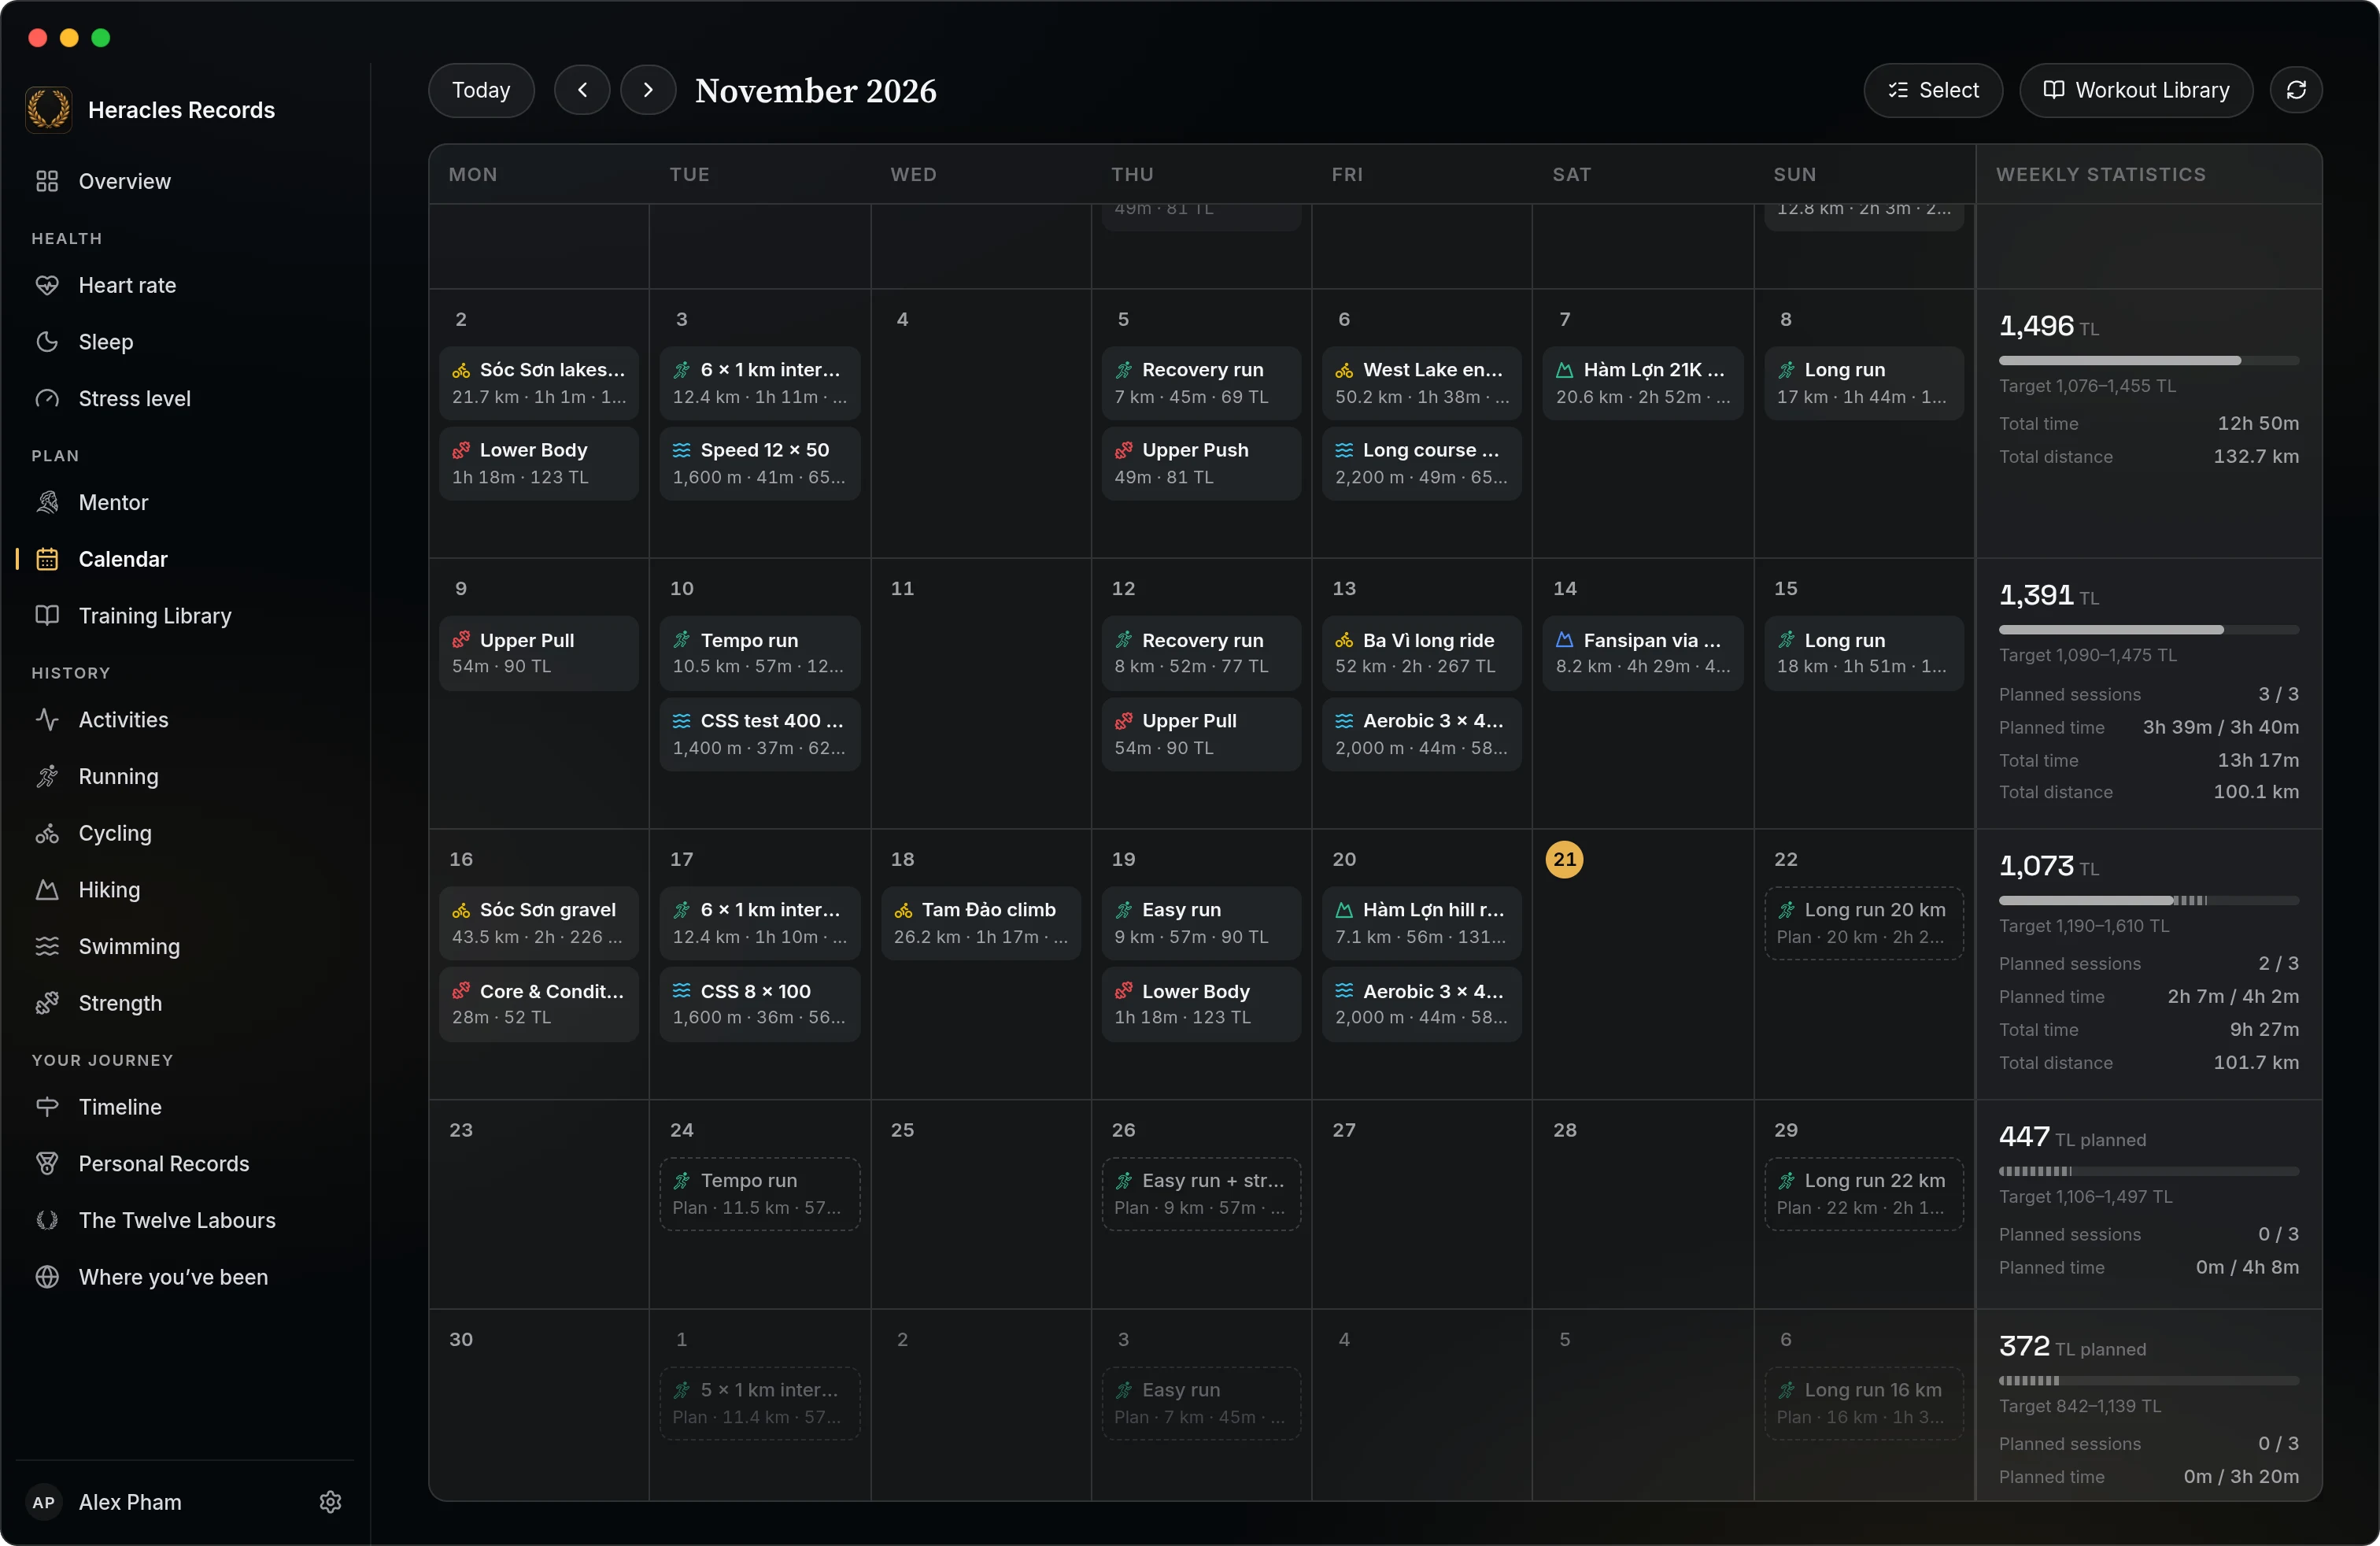 Heracles Records
Overview
HEALTH
Heart rate
Sleep
Stress level
PLAN
Mentor
Calendar
Training Library
HISTORY
Activities
Running
Cycling
Hiking
Swimming
Strength
YOUR JOURNEY
Timeline
Personal Records
The Twelve Labours
Where you’ve been
AP Alex Pham
Today November 2026 Select Workout Library
MON TUE WED THU FRI SAT SUN WEEKLY STATISTICS
49m · 81 TL
12.8 km · 2h 3m · 2...
2
Sóc Sơn lakes...
21.7 km · 1h 1m · 1...
Lower Body
1h 18m · 123 TL
3
6 × 1 km inter...
12.4 km · 1h 11m · ...
Speed 12 × 50
1,600 m · 41m · 65...
4
5
Recovery run
7 km · 45m · 69 TL
Upper Push
49m · 81 TL
6
West Lake en...
50.2 km · 1h 38m · ...
Long course ...
2,200 m · 49m · 65...
7
Hàm Lợn 21K ...
20.6 km · 2h 52m · ...
8
Long run
17 km · 1h 44m · 1...
1,496 TL
Target 1,076–1,455 TL
Total time 12h 50m
Total distance 132.7 km
9
Upper Pull
54m · 90 TL
10
Tempo run
10.5 km · 57m · 12...
CSS test 400 ...
1,400 m · 37m · 62...
11
12
Recovery run
8 km · 52m · 77 TL
Upper Pull
54m · 90 TL
13
Ba Vì long ride
52 km · 2h · 267 TL
Aerobic 3 × 4...
2,000 m · 44m · 58...
14
Fansipan via ...
8.2 km · 4h 29m · 4...
15
Long run
18 km · 1h 51m · 1...
1,391 TL
Target 1,090–1,475 TL
Planned sessions 3 / 3
Planned time 3h 39m / 3h 40m
Total time 13h 17m
Total distance 100.1 km
16
Sóc Sơn gravel
43.5 km · 2h · 226 ...
Core & Condit...
28m · 52 TL
17
6 × 1 km inter...
12.4 km · 1h 10m · ...
CSS 8 × 100
1,600 m · 36m · 56...
18
Tam Đảo climb
26.2 km · 1h 17m · ...
19
Easy run
9 km · 57m · 90 TL
Lower Body
1h 18m · 123 TL
20
Hàm Lợn hill r...
7.1 km · 56m · 131...
Aerobic 3 × 4...
2,000 m · 44m · 58...
21
22
Long run 20 km
Plan · 20 km · 2h 2...
1,073 TL
Target 1,190–1,610 TL
Planned sessions 2 / 3
Planned time 2h 7m / 4h 2m
Total time 9h 27m
Total distance 101.7 km
23
24
Tempo run
Plan · 11.5 km · 57...
25
26
Easy run + str...
Plan · 9 km · 57m · ...
27
28
29
Long run 22 km
Plan · 22 km · 2h 1...
447 TL planned
Target 1,106–1,497 TL
Planned sessions 0 / 3
Planned time 0m / 4h 8m
30
1
5 × 1 km inter...
Plan · 11.4 km · 57...
2
3
Easy run
Plan · 7 km · 45m · ...
4
5
6
Long run 16 km
Plan · 16 km · 1h 3...
372 TL planned
Target 842–1,139 TL
Planned sessions 0 / 3
Planned time 0m / 3h 20m